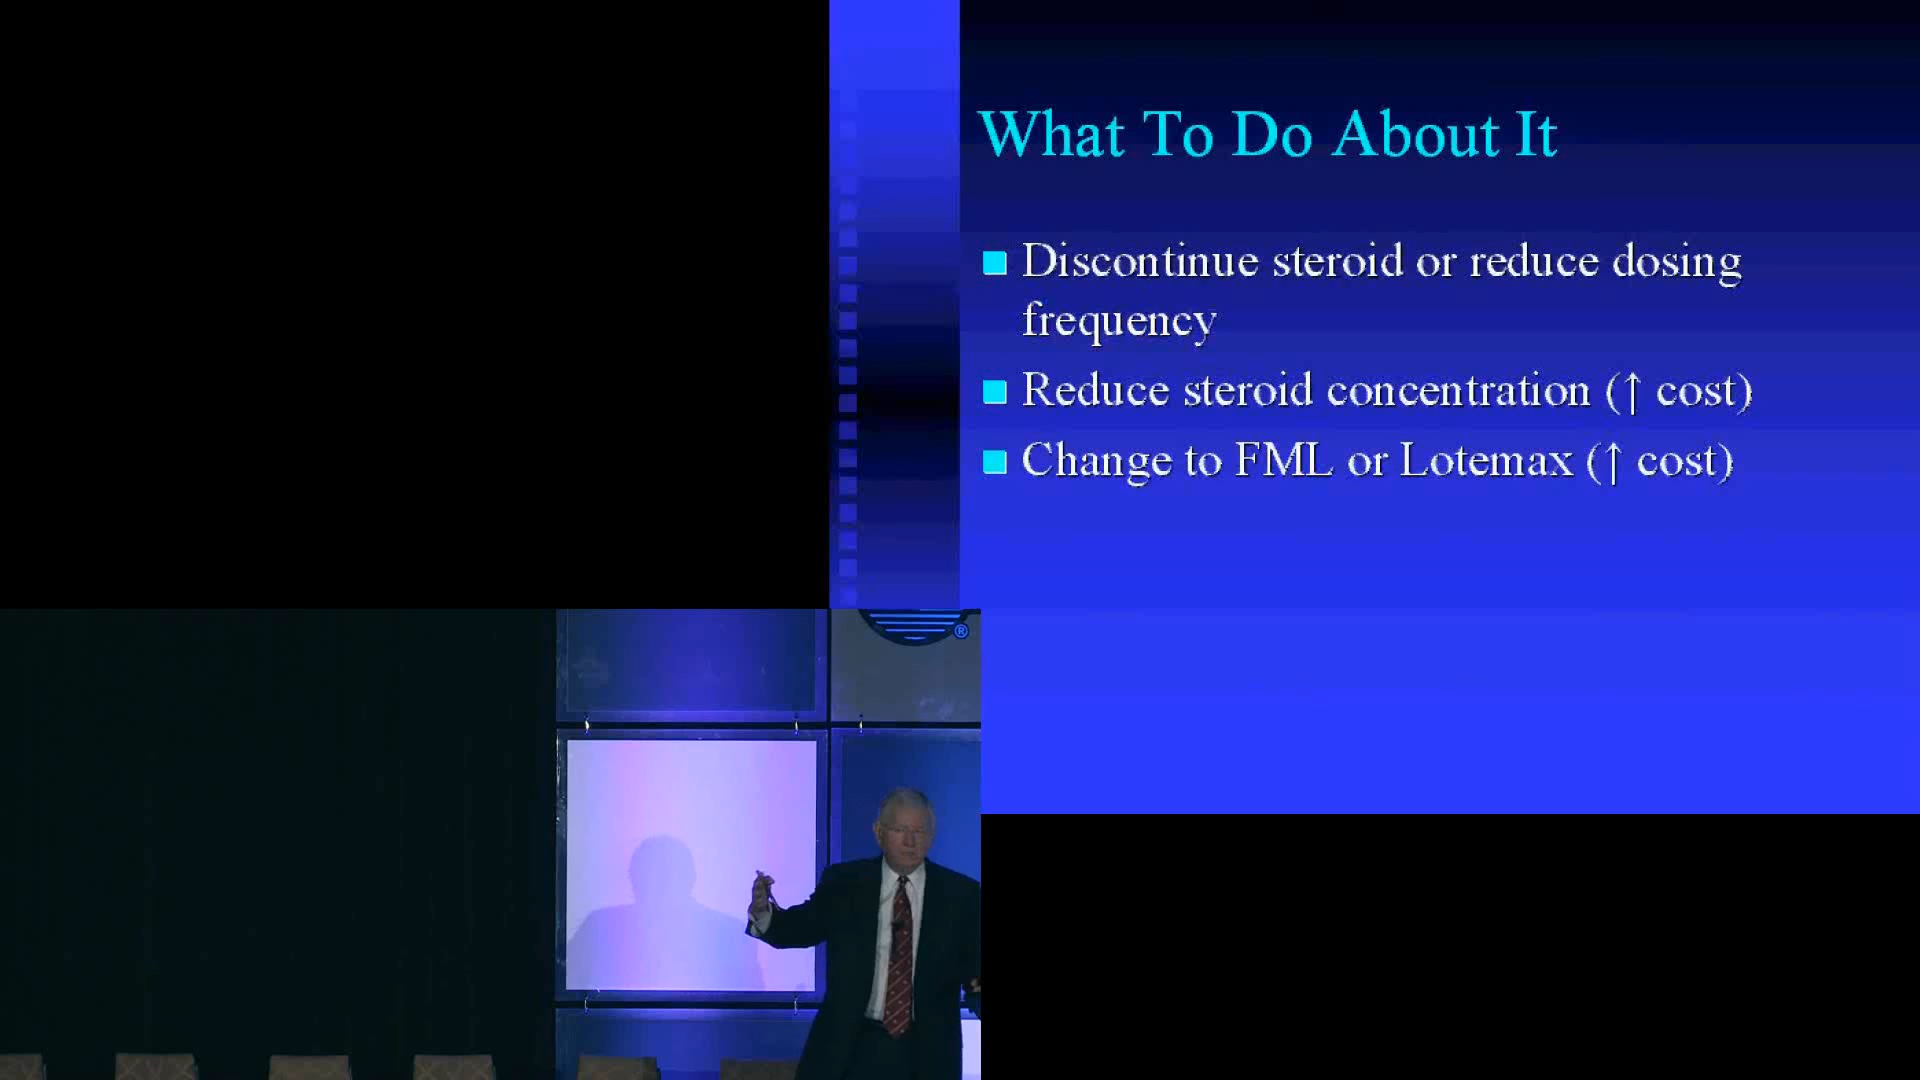 What To Do About It
Discontinue steroid or reduce dosing
frequency
Reduce steroid concentration (↑ cost)
Change to FML or Lotemax (↑ cost)
®